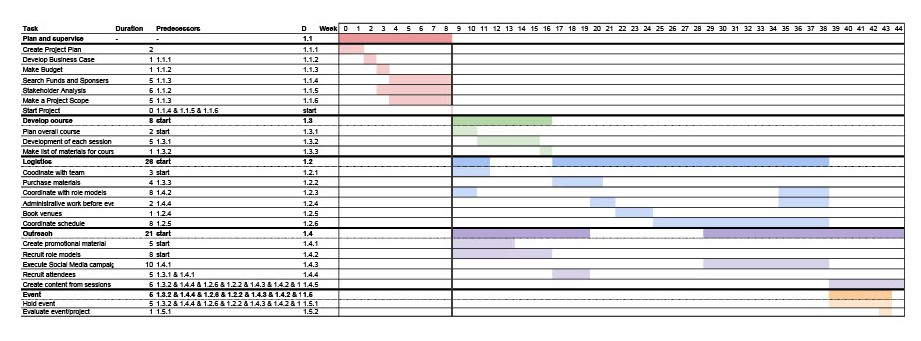 Task Duration Predecessors D Week 0 1 2 3 4 5 6 7 8 9 10 11 12 13 14 15 16 17 18 19 20 21 22 23 24 25 26 27 28 29 30 31 32 33 34 35 36 37 38 39 40 41 42 43 44
Plan and supervise - - 1.1
Create Project Plan 2 1.1.1
Develop Business Case 1 1.1.1 1.1.2
Make Budget 1 1.1.2 1.1.3
Search Funds and Sponsers 5 1.1.3 1.1.4
Stakeholder Analysis 6 1.1.2 1.1.5
Make a Project Scope 5 1.1.3 1.1.6
Start Project 0 1.1.4 & 1.1.5 & 1.1.6 start
Develop course 8 start 1.3
Plan overall course 2 start 1.3.1
Development of each session 5 1.3.1 1.3.2
Make list of materials for cours 1 1.3.2 1.3.3
Logistics 26 start 1.2
Coodinate with team 3 start 1.2.1
Purchase materials 4 1.3.3 1.2.2
Coordinate with role models 8 1.4.2 1.2.3
Administrative work before eve 2 1.4.4 1.2.4
Book venues 1 1.2.4 1.2.5
Coordinate schedule 8 1.2.5 1.2.6
Outreach 21 start 1.4
Create promotional material 5 start 1.4.1
Recruit role models 8 start 1.4.2
Execute Social Media campaig 10 1.4.1 1.4.3
Recruit attendees 5 1.3.1 & 1.4.1 1.4.4
Create content from sessions 6 1.3.2 & 1.4.4 & 1.2.6 & 1.2.2 & 1.4.3 & 1.4.2 & 1 1.4.5
Event 6 1.3.2 & 1.4.4 & 1.2.6 & 1.2.2 & 1.4.3 & 1.4.2 & 1 1.5
Hold event 5 1.3.2 & 1.4.4 & 1.2.6 & 1.2.2 & 1.4.3 & 1.4.2 & 1 1.5.1
Evaluate event/project 1 1.5.1 1.5.2